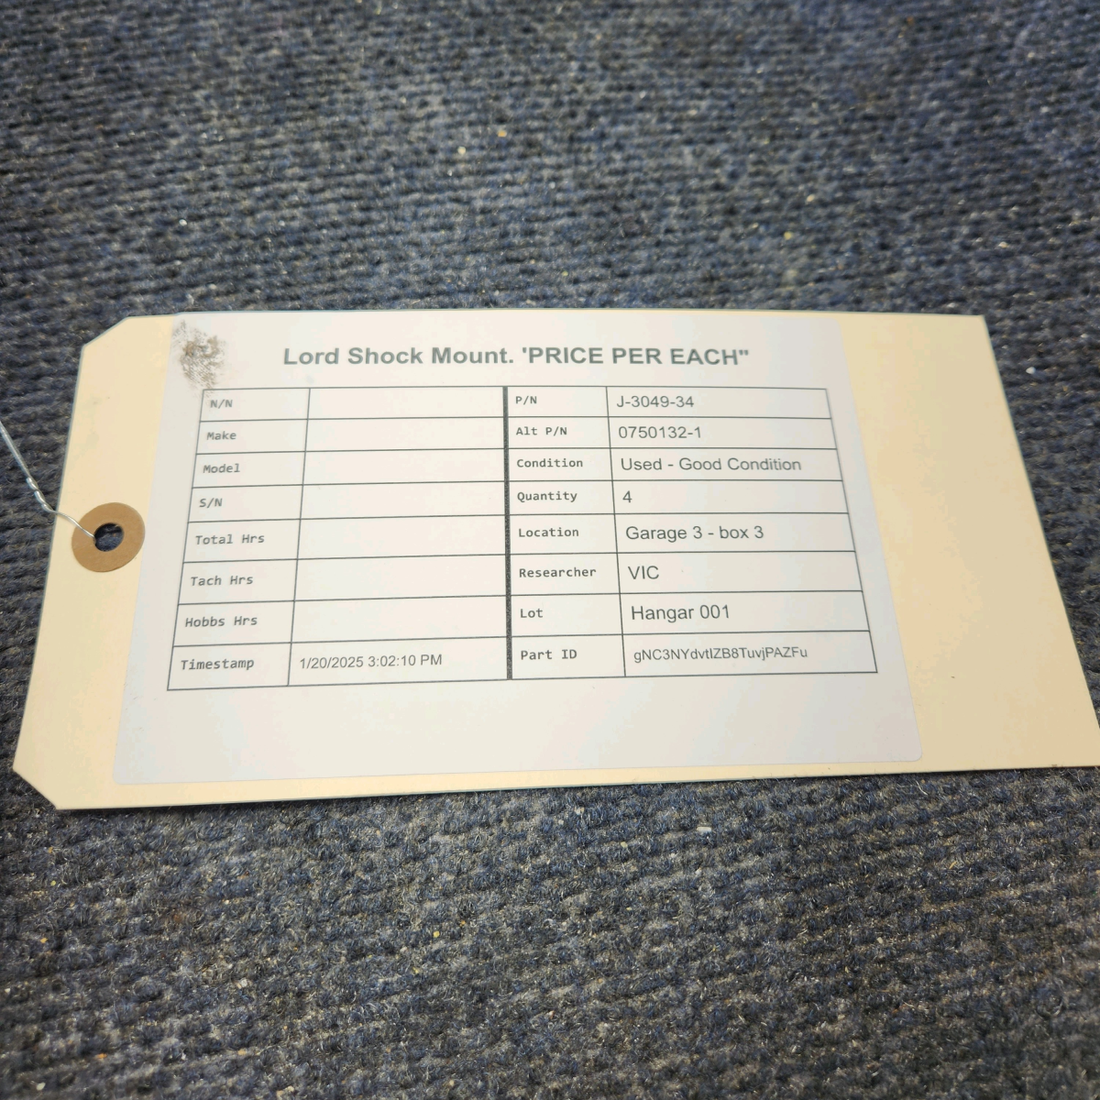 Lord Shock Mount. 'PRICE PER EACH"
N/N P/N J-3049-34
Make Alt P/N 0750132-1
Model Condition Used - Good Condition
S/N Quantity 4
Total Hrs Location Garage 3 - box 3
Tach Hrs Researcher VIC
Hobbs Hrs Lot Hangar 001
Timestamp 1/20/2025 3:02:10 PM Part ID gNC3NYdvtIZB8TuvjPAZFu